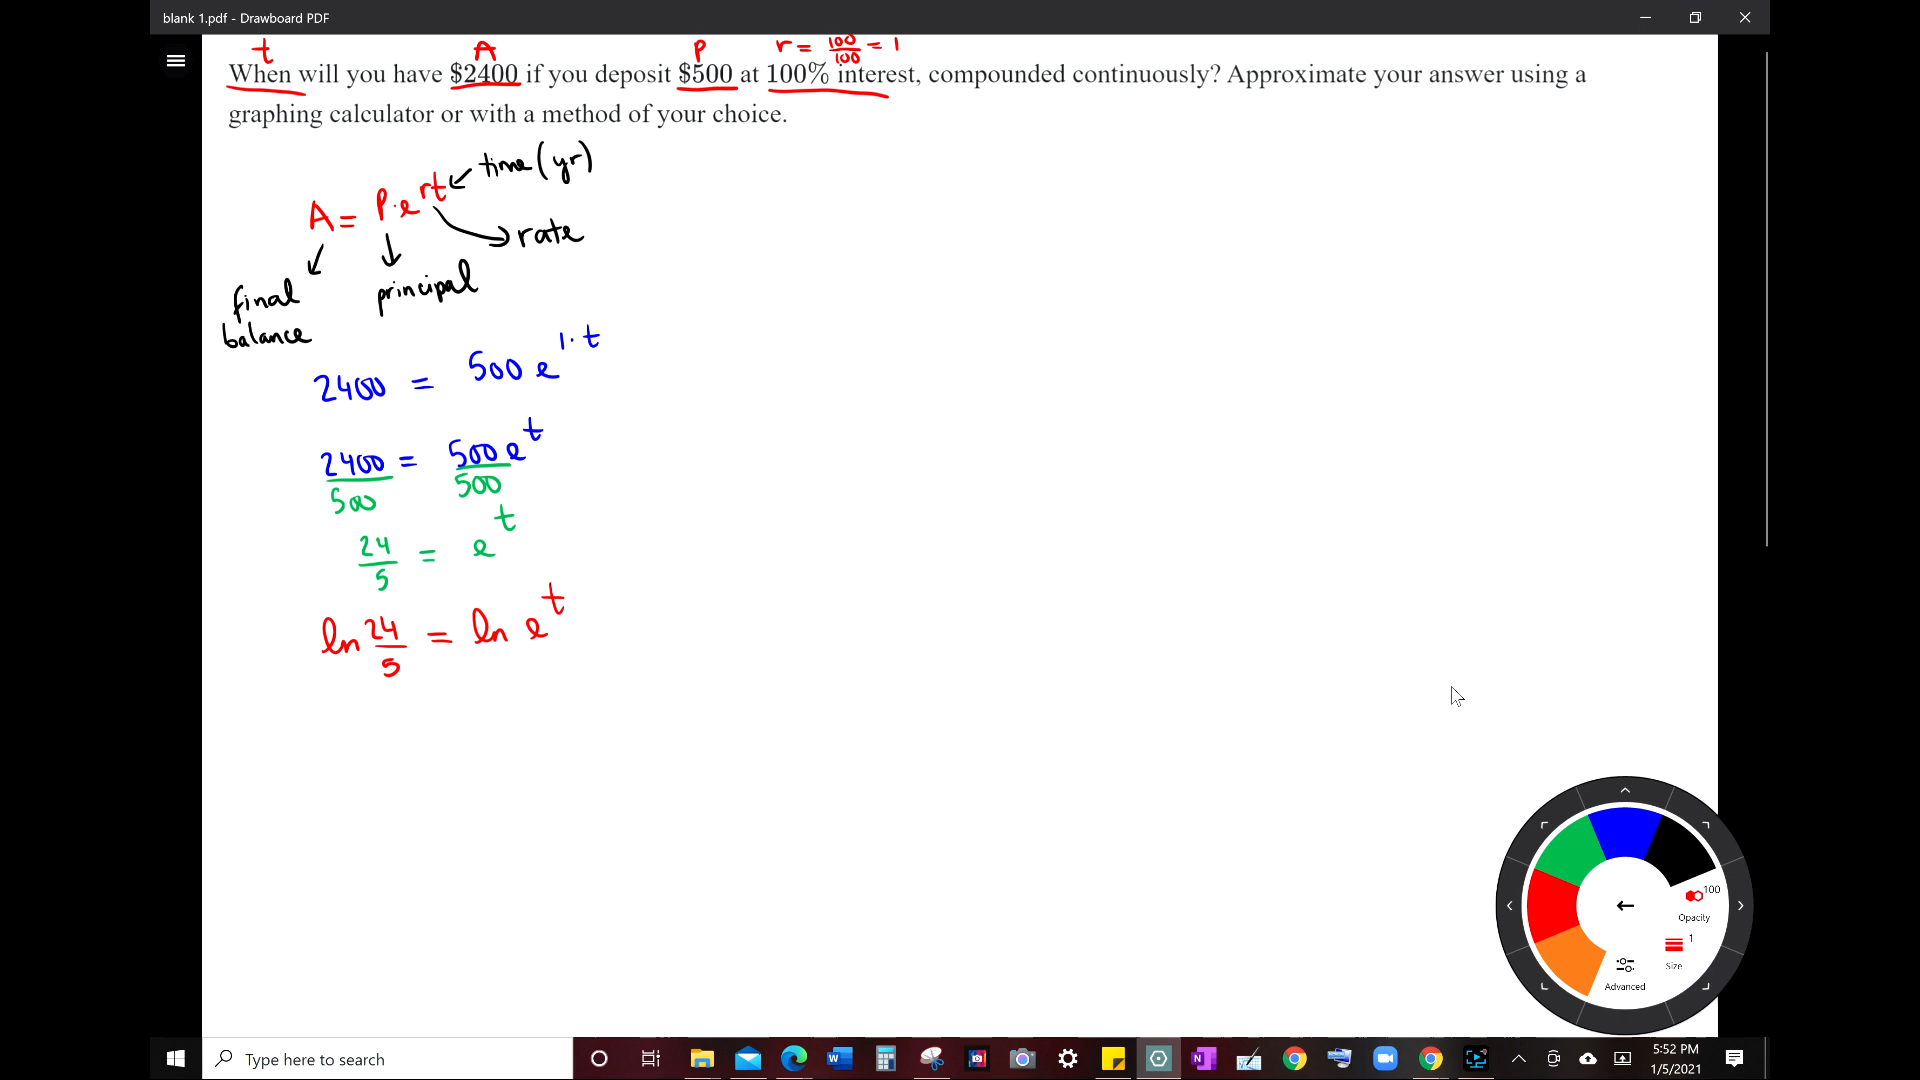 blank 1.pdf - Drawboard PDF
t A P r = 100/100 = 1
When will you have $2400 if you deposit $500 at 100% interest, compounded continuously? Approximate your answer using a
graphing calculator or with a method of your choice.
time (yr)
A = P.e^rt
rate
final
balance
principal
2400 = 500 e^1·t
2400/500 = 500 e^t/500
24/5 = e^t
ln 24/5 = ln e^t
100
Opacity
1
Size
Advanced
Type here to search
5:52 PM
1/5/2021